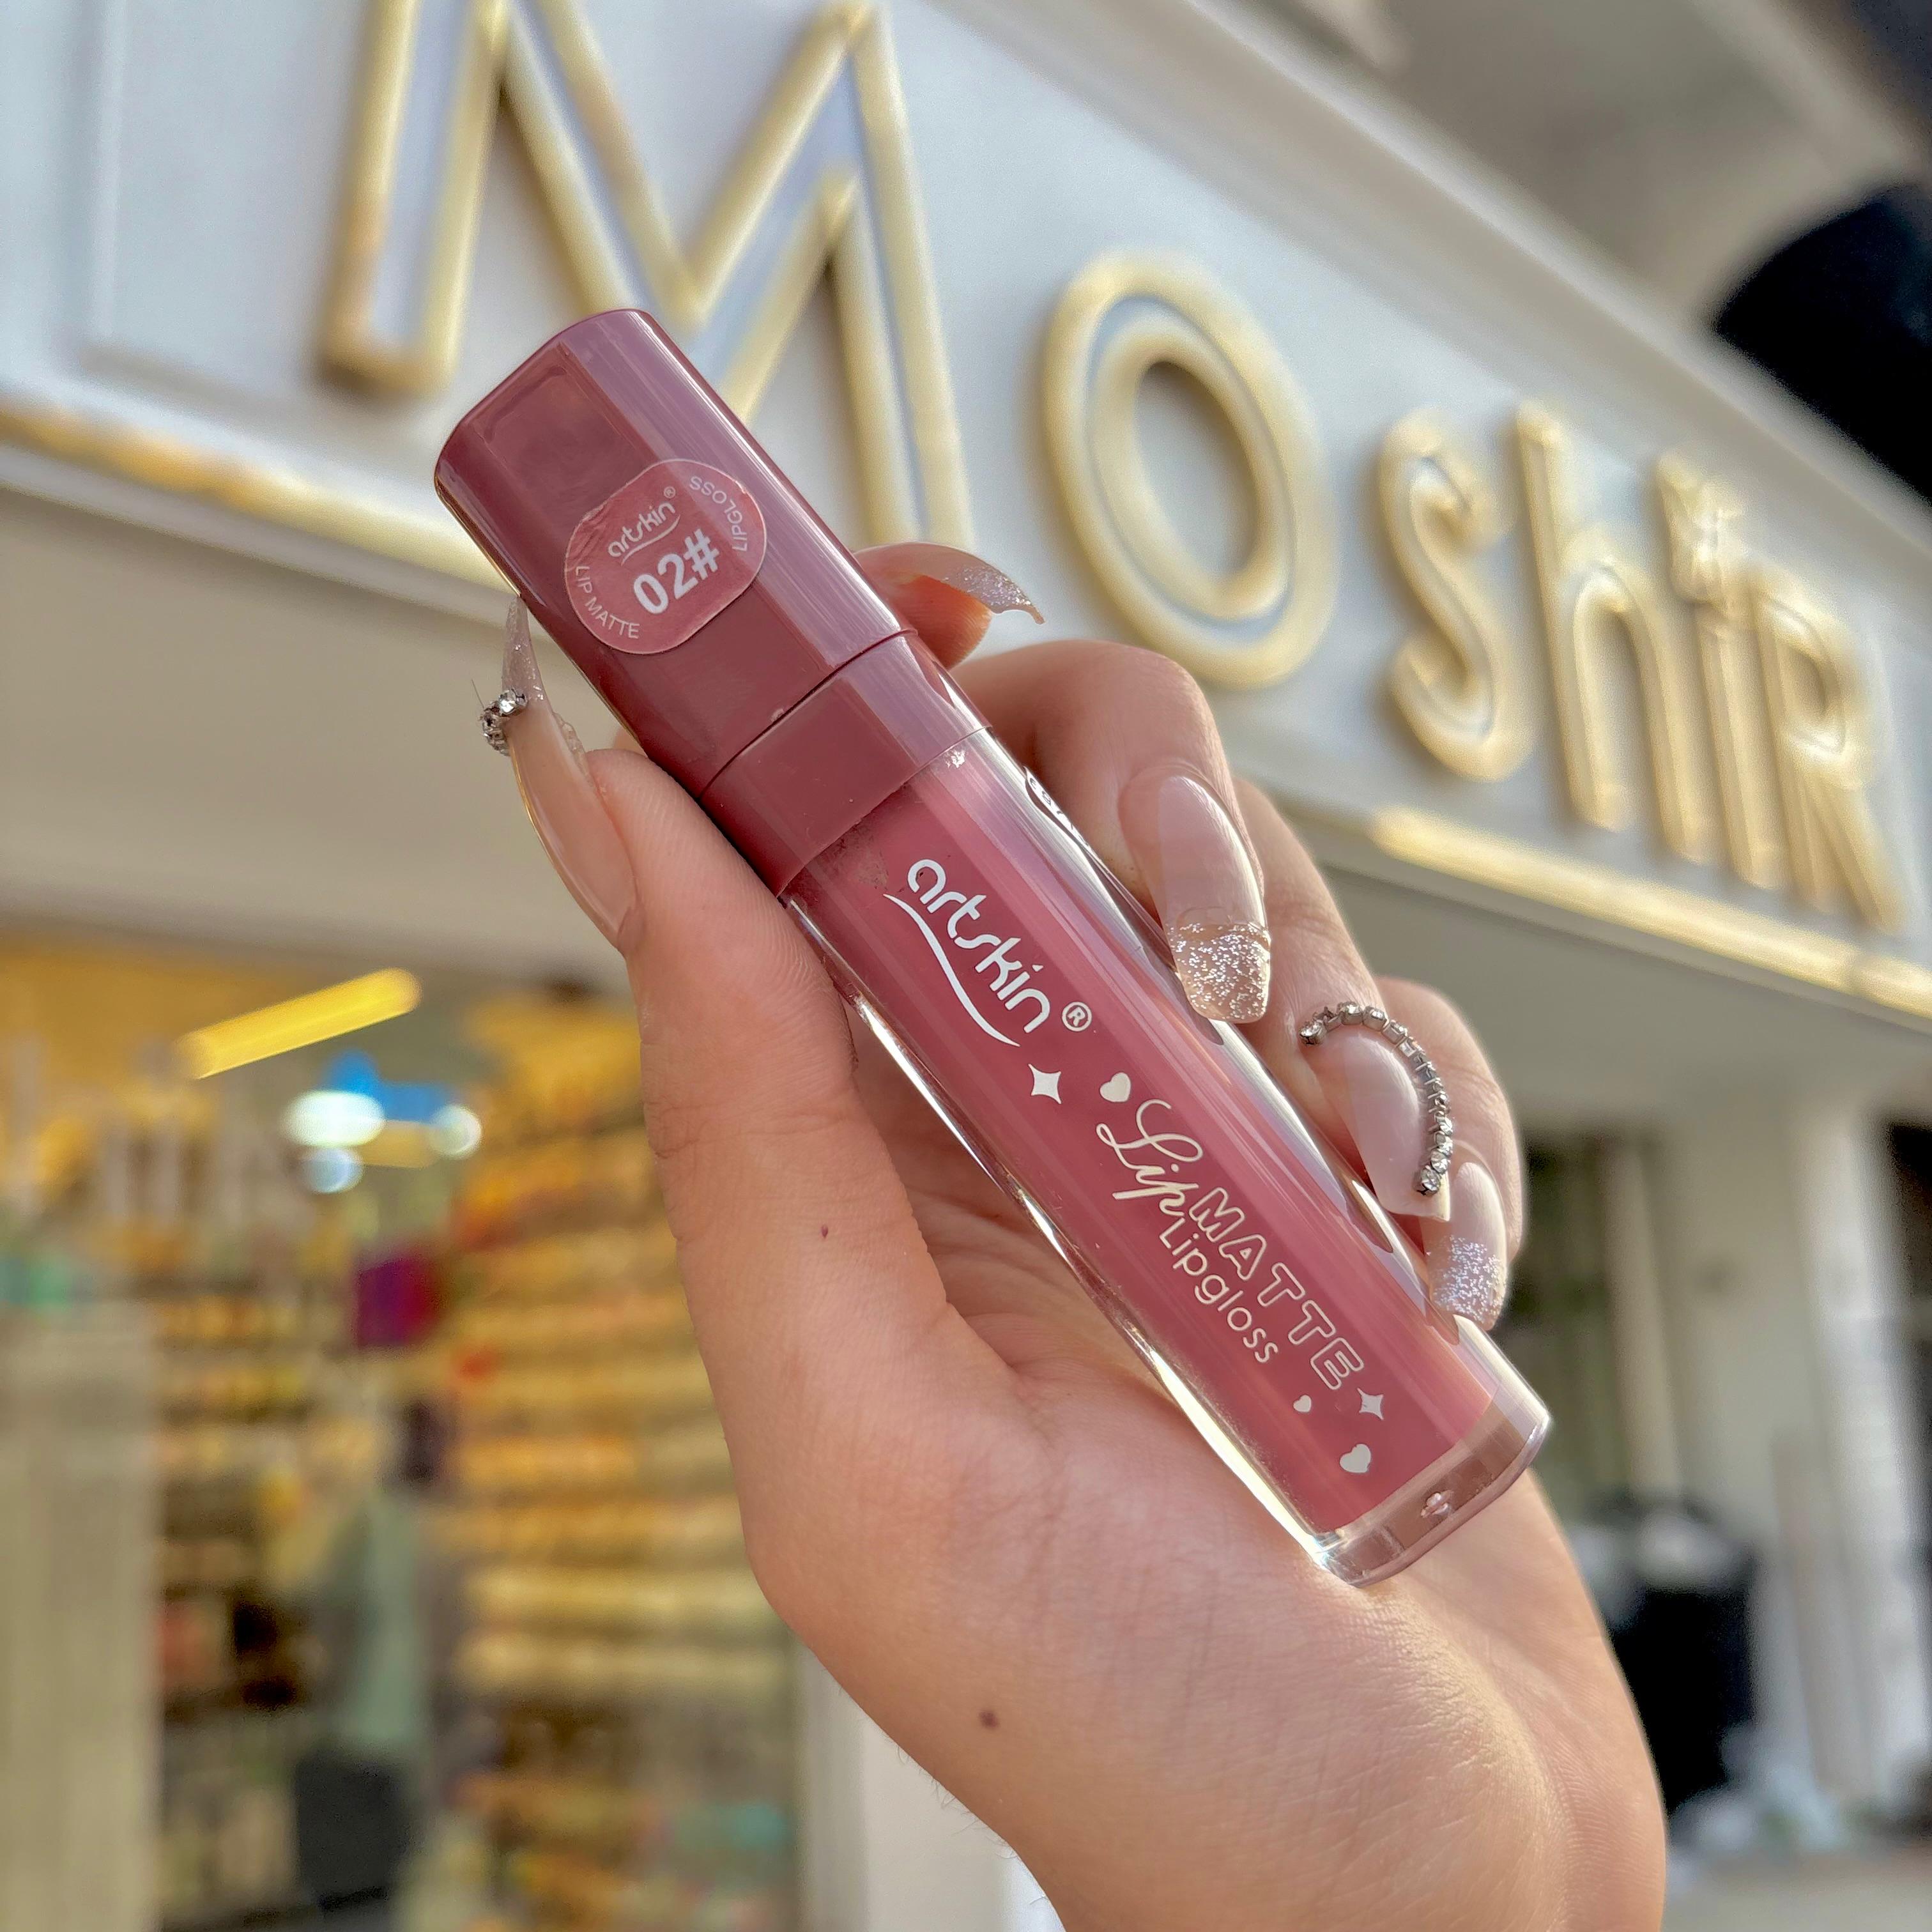 Moshir
artskin®
02#
LIP MATTE LIPGLOSS
artskin®
Lip MATTE
Lipgloss